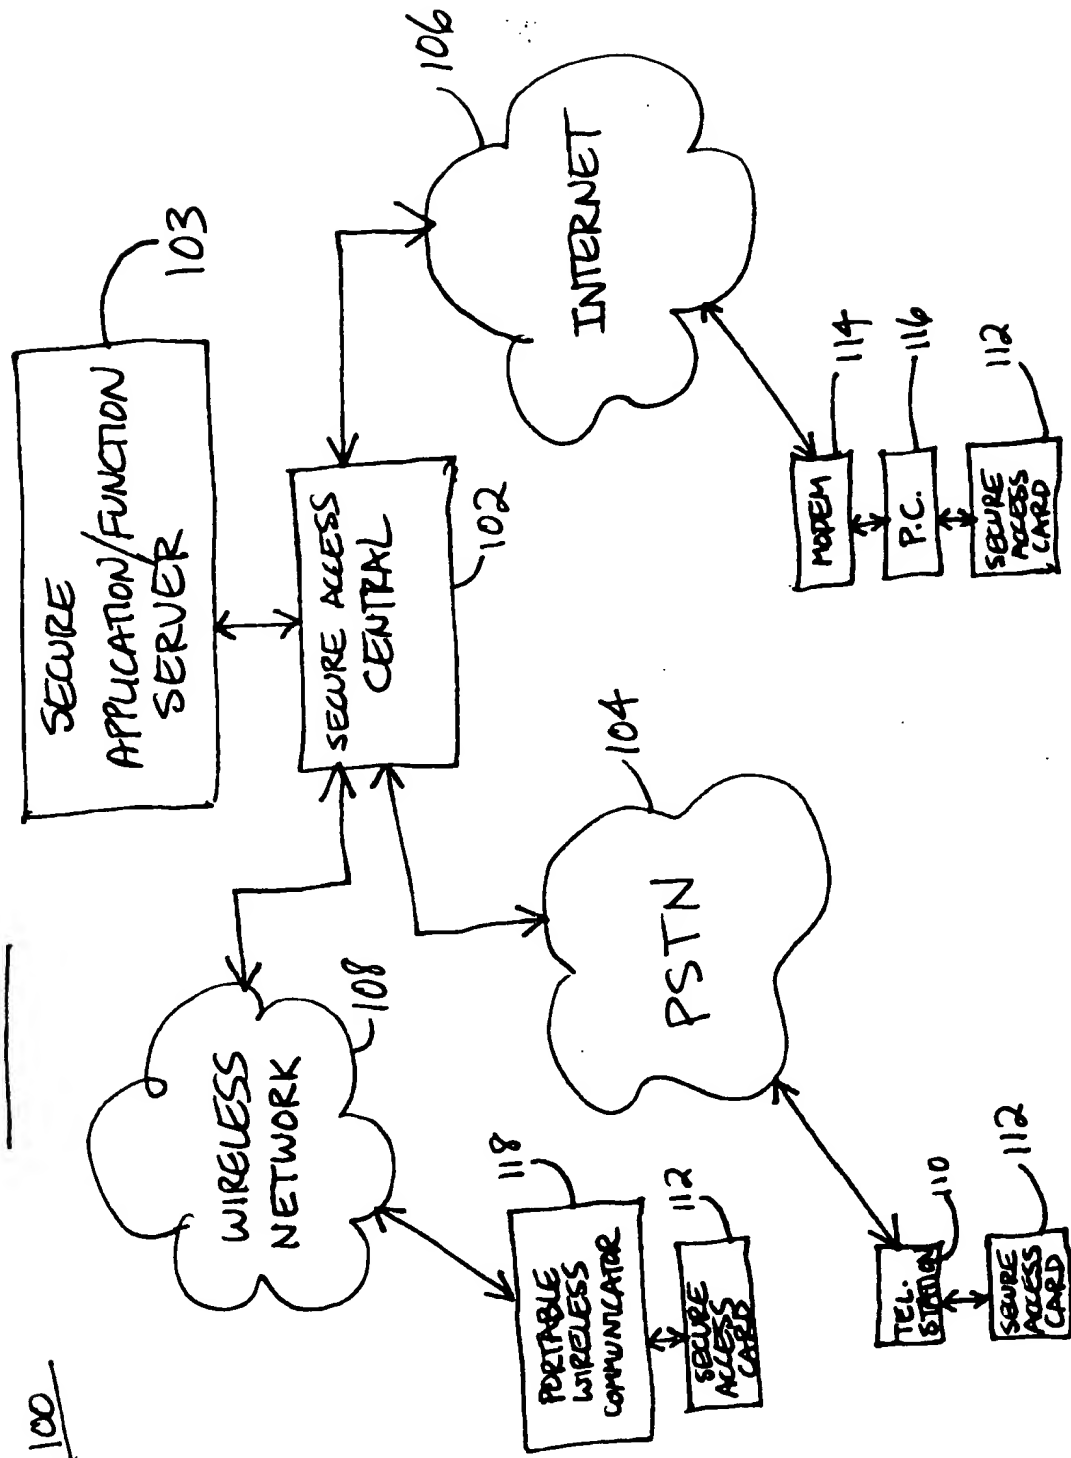 100
SECURE
APPLICATION/FUNCTION
SERVER
103
SECURE ACCESS
CENTRAL
102
WIRELESS
NETWORK
108
PSTN
104
INTERNET
106
PORTABLE
WIRELESS
COMMUNICATOR
118
SECURE
ACCESS
CARD
112
TEL.
STATION
110
SECURE
ACCESS
CARD
112
MODEM
114
P.C.
116
SECURE
ACCESS
CARD
112